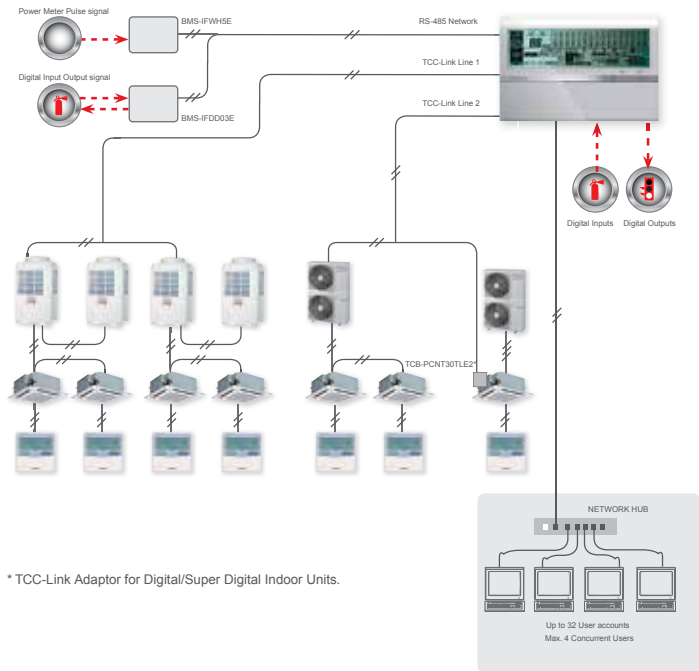 Power Meter Pulse signal
BMS-IFWH5E
RS-485 Network
TCC-Link Line 1
Digital Input Output signal
TCC-Link Line 2
BMS-IFDD03E
Digital Inputs
Digital Outputs
TCB-PCNT30TLE2*
NETWORK HUB
* TCC-Link Adaptor for Digital/Super Digital Indoor Units.
Up to 32 User accounts
Max. 4 Concurrent Users